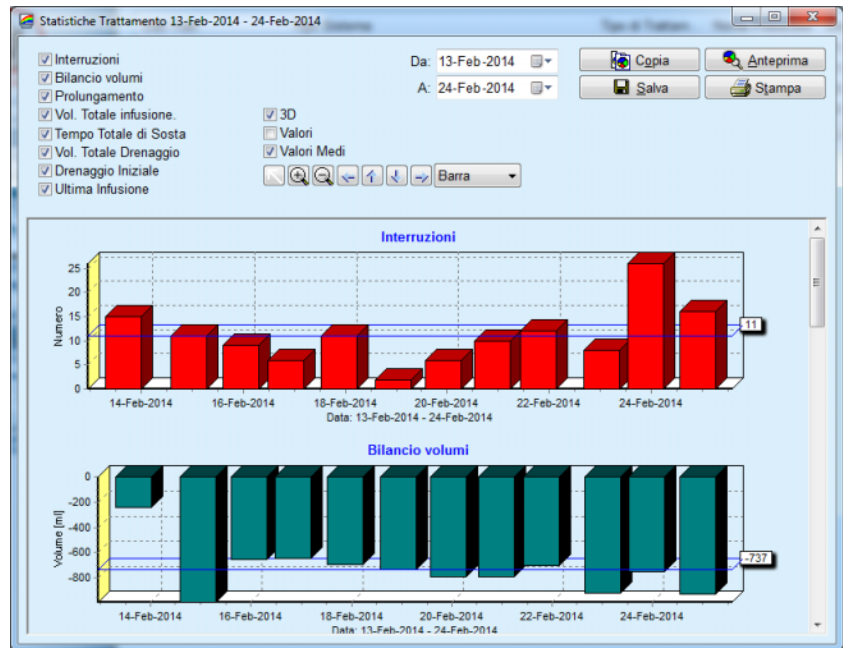 Statistiche Trattamento 13-Feb-2014 - 24-Feb-2014
Interruzioni
Bilancio volumi
Prolungamento
Vol. Totale infusione.
Tempo Totale di Sosta
Vol. Totale Drenaggio
Drenaggio Iniziale
Ultima Infusione
3D
Valori
Valori Medi
Barra
Da: 13-Feb-2014
A: 24-Feb-2014
Copia
Anteprima
Salva
Stampa
Interruzioni
Numero
25
20
15
10
5
0
11
14-Feb-2014 16-Feb-2014 18-Feb-2014 20-Feb-2014 22-Feb-2014 24-Feb-2014
Data: 13-Feb-2014 - 24-Feb-2014
Bilancio volumi
Volume [ml]
0
-200
-400
-600
-800
-737
14-Feb-2014 16-Feb-2014 18-Feb-2014 20-Feb-2014 22-Feb-2014 24-Feb-2014
Data: 13-Feb-2014 - 24-Feb-2014